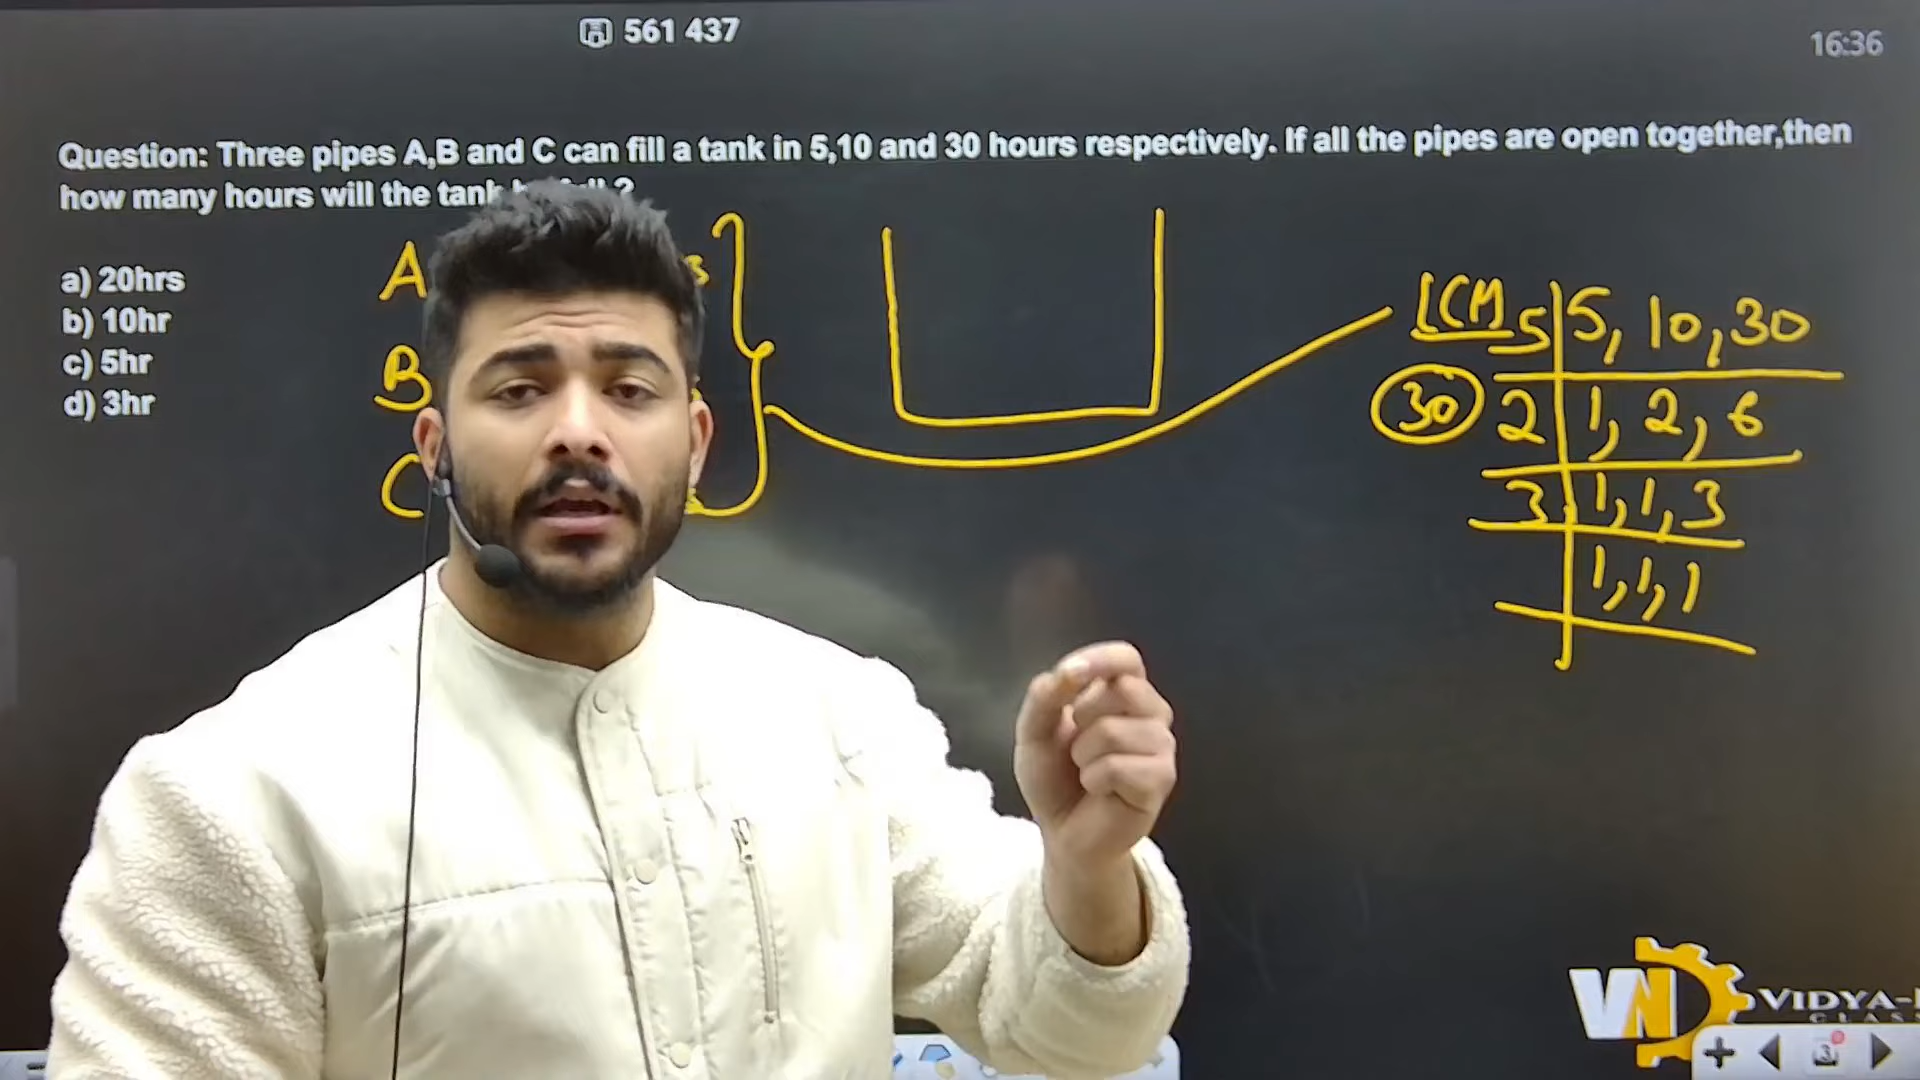 561 437
16:36
Question: Three pipes A,B and C can fill a tank in 5,10 and 30 hours respectively. If all the pipes are open together,then
how many hours will the tank
a) 20hrs
b) 10hr
c) 5hr
d) 3hr
A
B
C
LCM 5 5, 10, 30
30 2 1, 2, 6
3 1, 1, 3
1, 1, 1
VIDYA-
CLAS
3